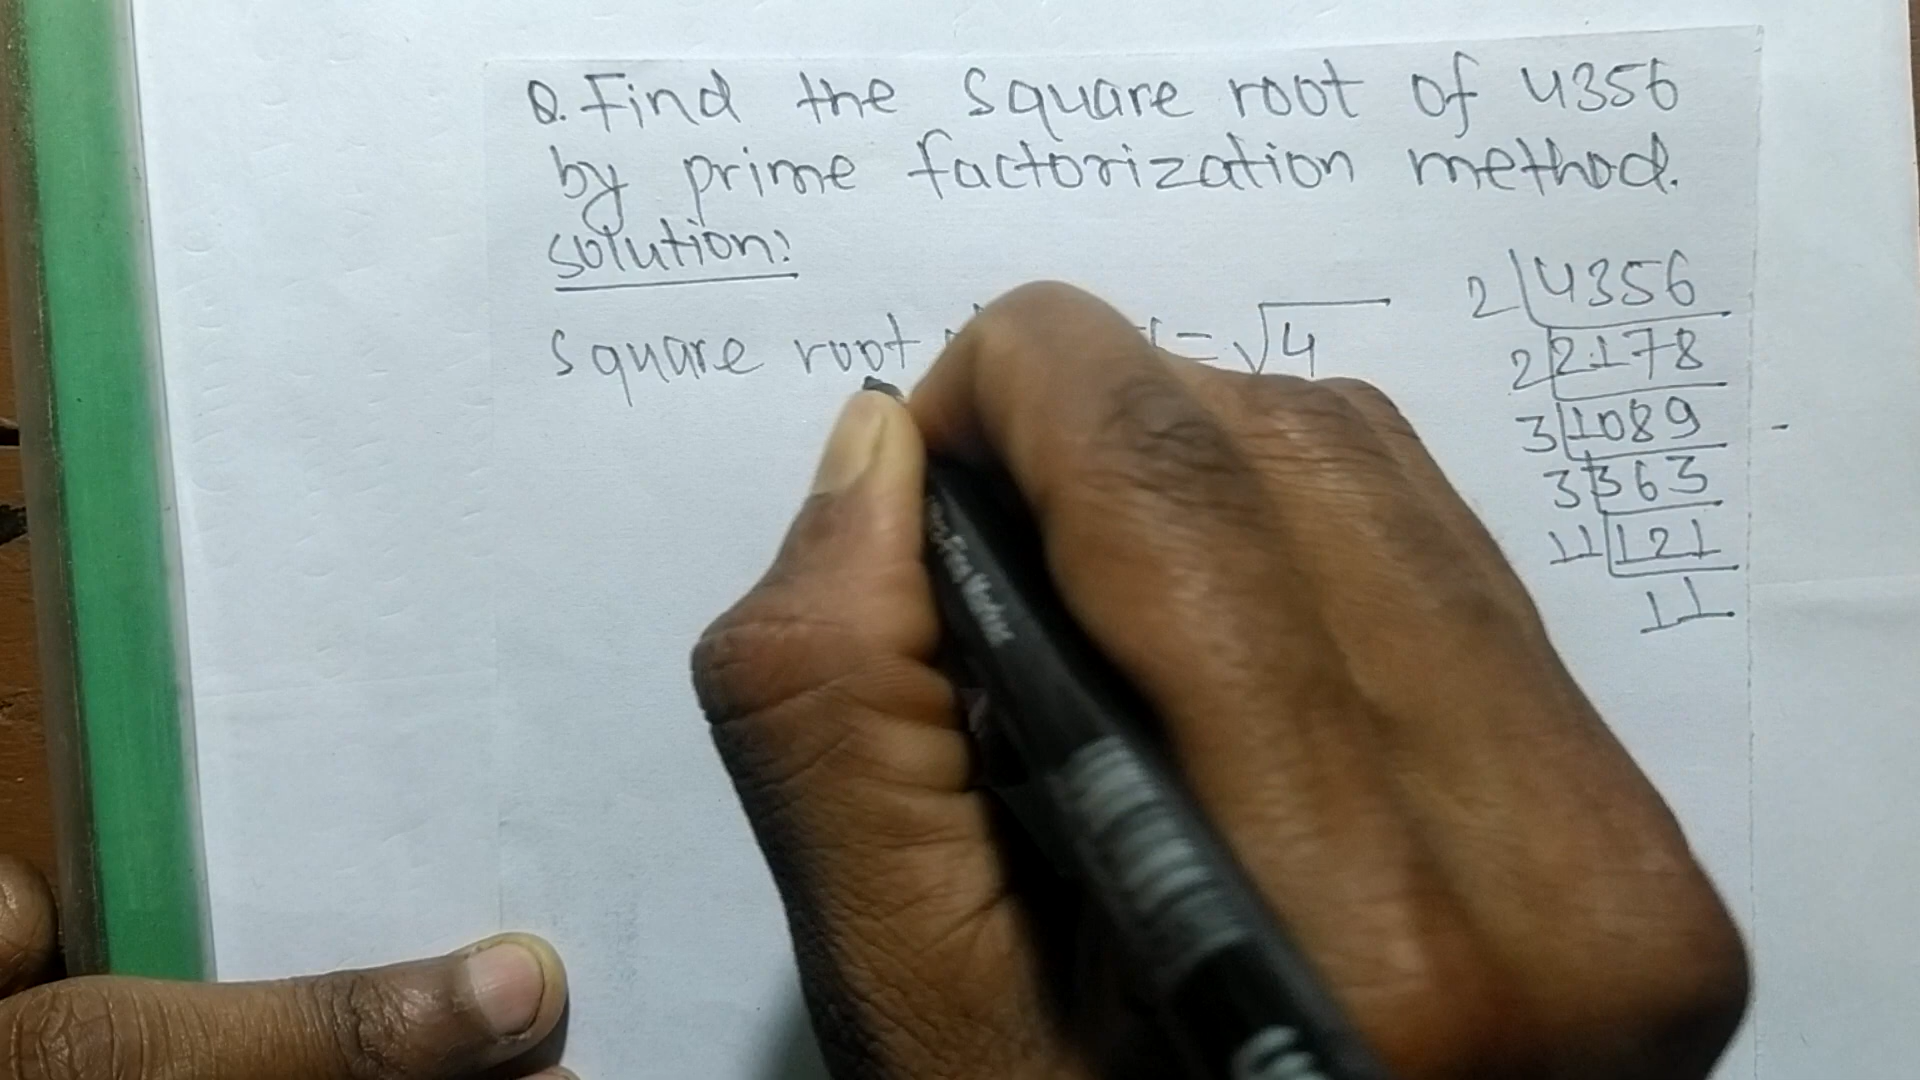 Q. Find the square root of 4356
by prime factorization method.
solution:
square root = √4
2 4356
2 2178
3 1089
3 363
11 121
11